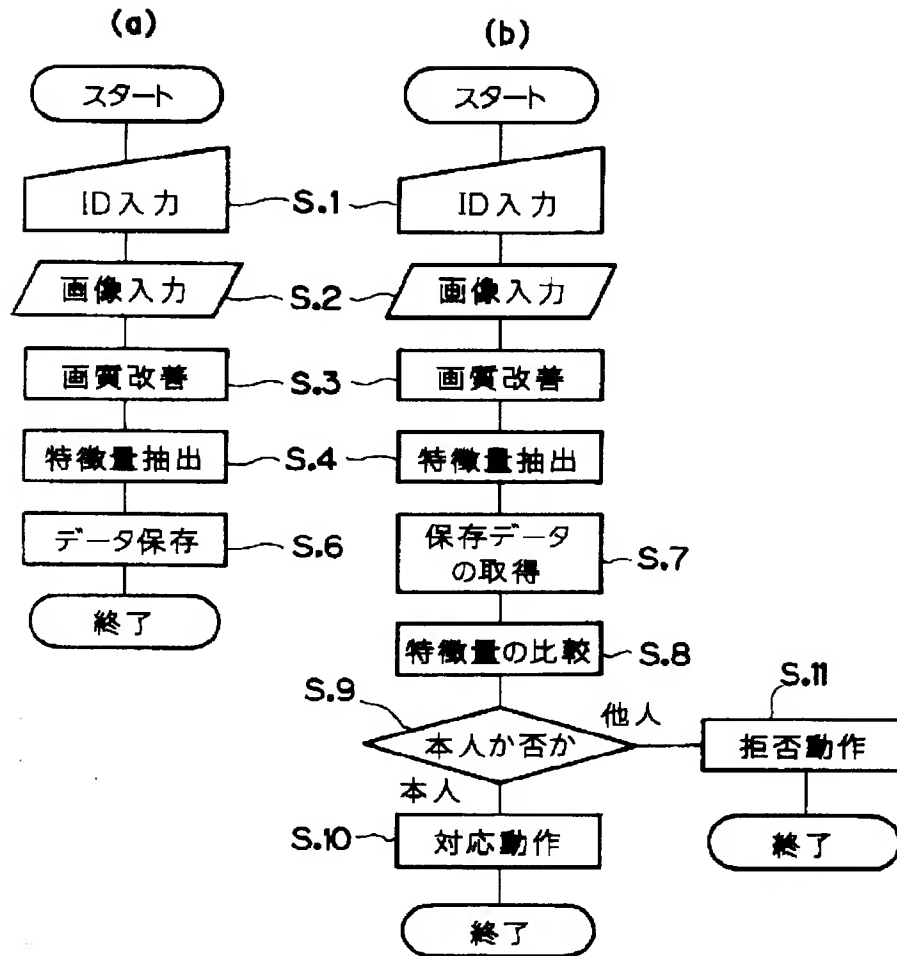 (a)
スタート
ID入力
画像入力
画質改善
特徴量抽出
データ保存
終了
S.1
S.2
S.3
S.4
S.6
(b)
スタート
ID入力
画像入力
画質改善
特徴量抽出
保存データ
の取得
S.7
特徴量の比較
S.8
S.9
本人か否か
他人
S.11
拒否動作
終了
本人
S.10
対応動作
終了